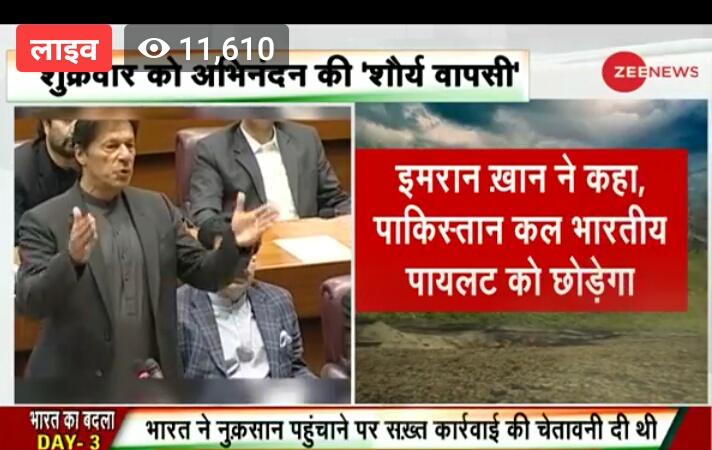 लाइव 11,610
शुक्रवार को अभिनंदन की 'शौर्य वापसी'
ZEENEWS
इमरान ख़ान ने कहा,
पाकिस्तान कल भारतीय
पायलट को छोड़ेगा
भारत का बदला
DAY- 3
भारत ने नुक़सान पहुंचाने पर सख़्त कार्रवाई की चेतावनी दी थी